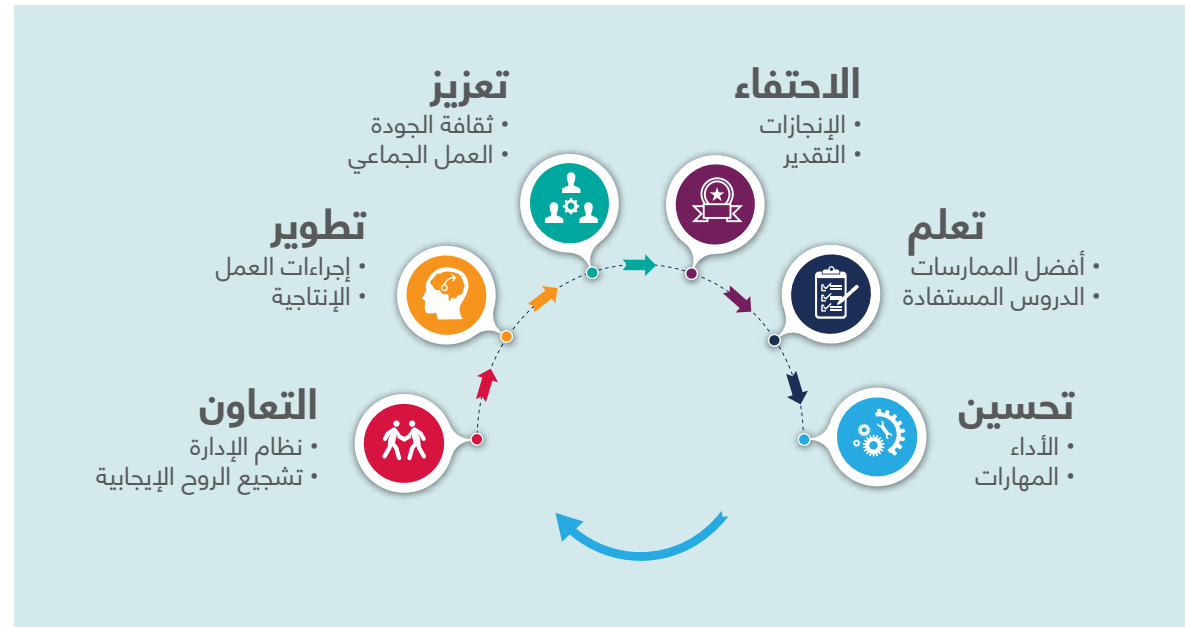 التعاون
• نظام الإدارة
• تشجيع الروح الإيجابية
تطوير
• إجراءات العمل
• الإنتاجية
تعزيز
• ثقافة الجودة
• العمل الجماعي
الاحتفاء
• الإنجازات
• التقدير
تعلم
• أفضل الممارسات
• الدروس المستفادة
تحسين
• الأداء
• المهارات